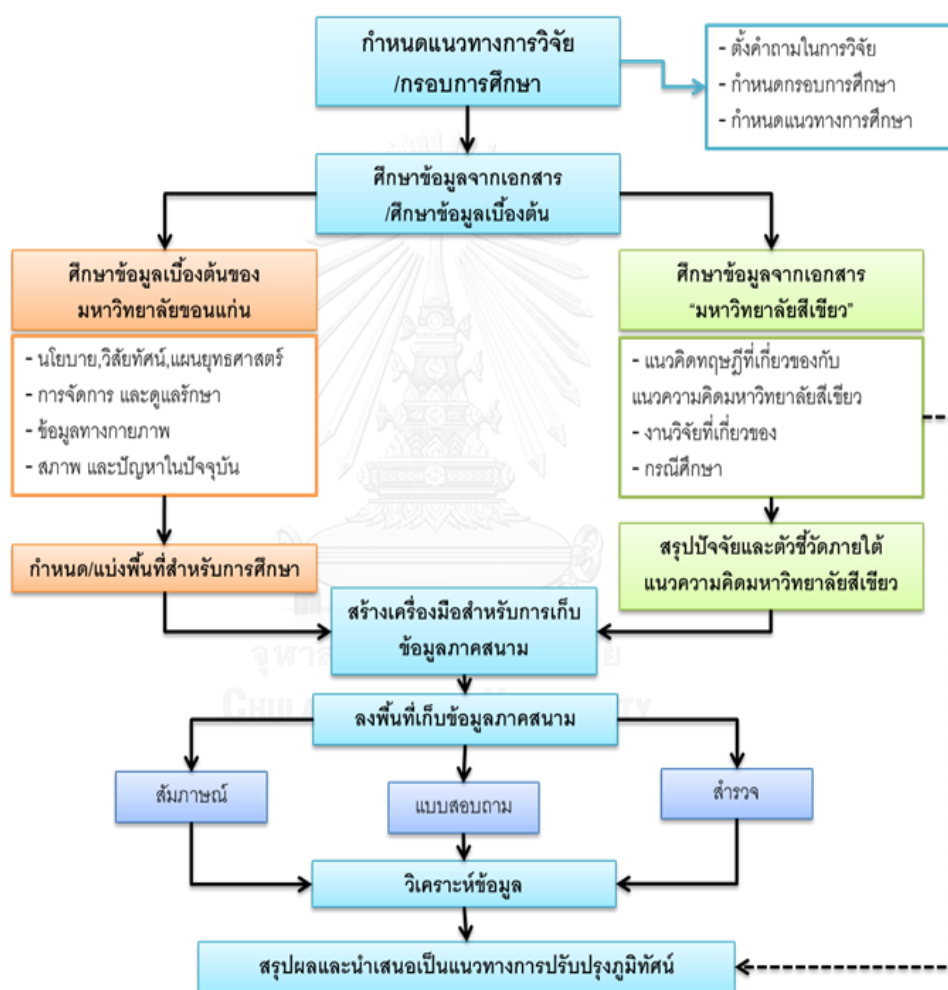 กำหนดแนวทางการวิจัย
/กรอบการศึกษา
- ตั้งคำถามในการวิจัย
- กำหนดกรอบการศึกษา
- กำหนดแนวทางการศึกษา
ศึกษาข้อมูลจากเอกสาร
/ศึกษาข้อมูลเบื้องต้น
ศึกษาข้อมูลเบื้องต้นของ
มหาวิทยาลัยขอนแก่น
- นโยบาย,วิสัยทัศน์,แผนยุทธศาสตร์
- การจัดการ และดูแลรักษา
- ข้อมูลทางกายภาพ
- สภาพ และปัญหาในปัจจุบัน
ศึกษาข้อมูลจากเอกสาร
“มหาวิทยาลัยสีเขียว”
- แนวคิดทฤษฎีที่เกี่ยวของกับ
แนวความคิดมหาวิทยาลัยสีเขียว
- งานวิจัยที่เกี่ยวของ
- กรณีศึกษา
กำหนด/แบ่งพื้นที่สำหรับการศึกษา
สรุปปัจจัยและตัวชี้วัดภายใต้
แนวความคิดมหาวิทยาลัยสีเขียว
สร้างเครื่องมือสำหรับการเก็บ
ข้อมูลภาคสนาม
ลงพื้นที่เก็บข้อมูลภาคสนาม
สัมภาษณ์
แบบสอบถาม
สำรวจ
วิเคราะห์ข้อมูล
สรุปผลและนำเสนอเป็นแนวทางการปรับปรุงภูมิทัศน์